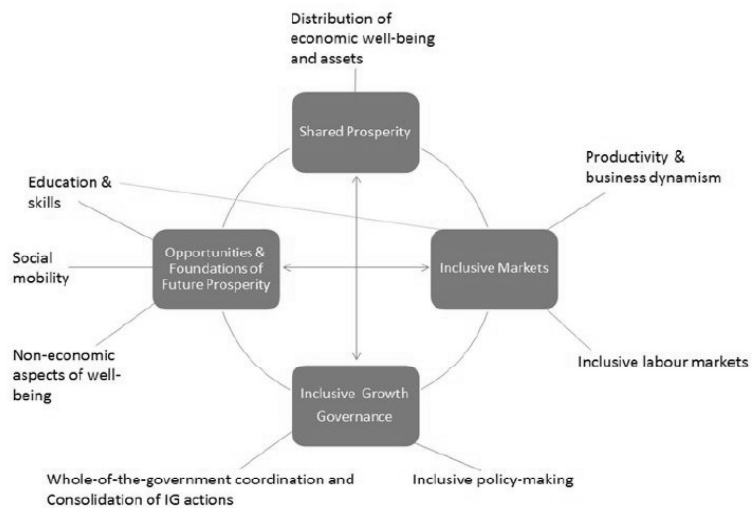 Distribution of
economic well-being
and assets
Shared Prosperity
Productivity &
business dynamism
Education &
skills
Opportunities &
Foundations of
Future Prosperity
Inclusive Markets
Social
mobility
Non-economic
aspects of well-
being
Inclusive labour markets
Inclusive Growth
Governance
Whole-of-the-government coordination and
Consolidation of IG actions
Inclusive policy-making